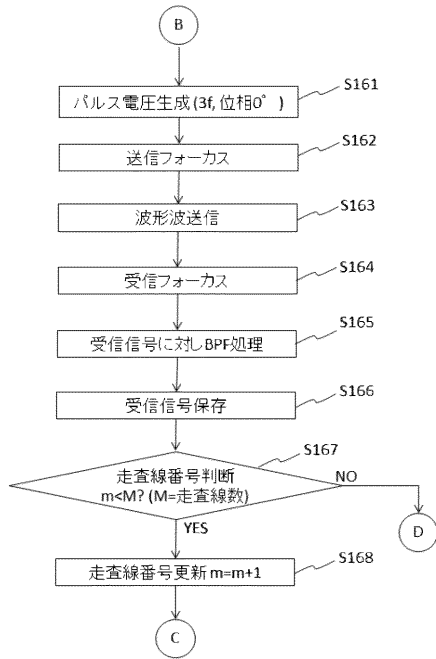 B
パルス電圧生成(3f,位相0°)
S161
送信フォーカス
S162
波形波送信
S163
受信フォーカス
S164
受信信号に対しBPF処理
S165
受信信号保存
S166
走査線番号判断
m<M? (M=走査線数)
S167
NO
D
YES
走査線番号更新 m=m+1
S168
C